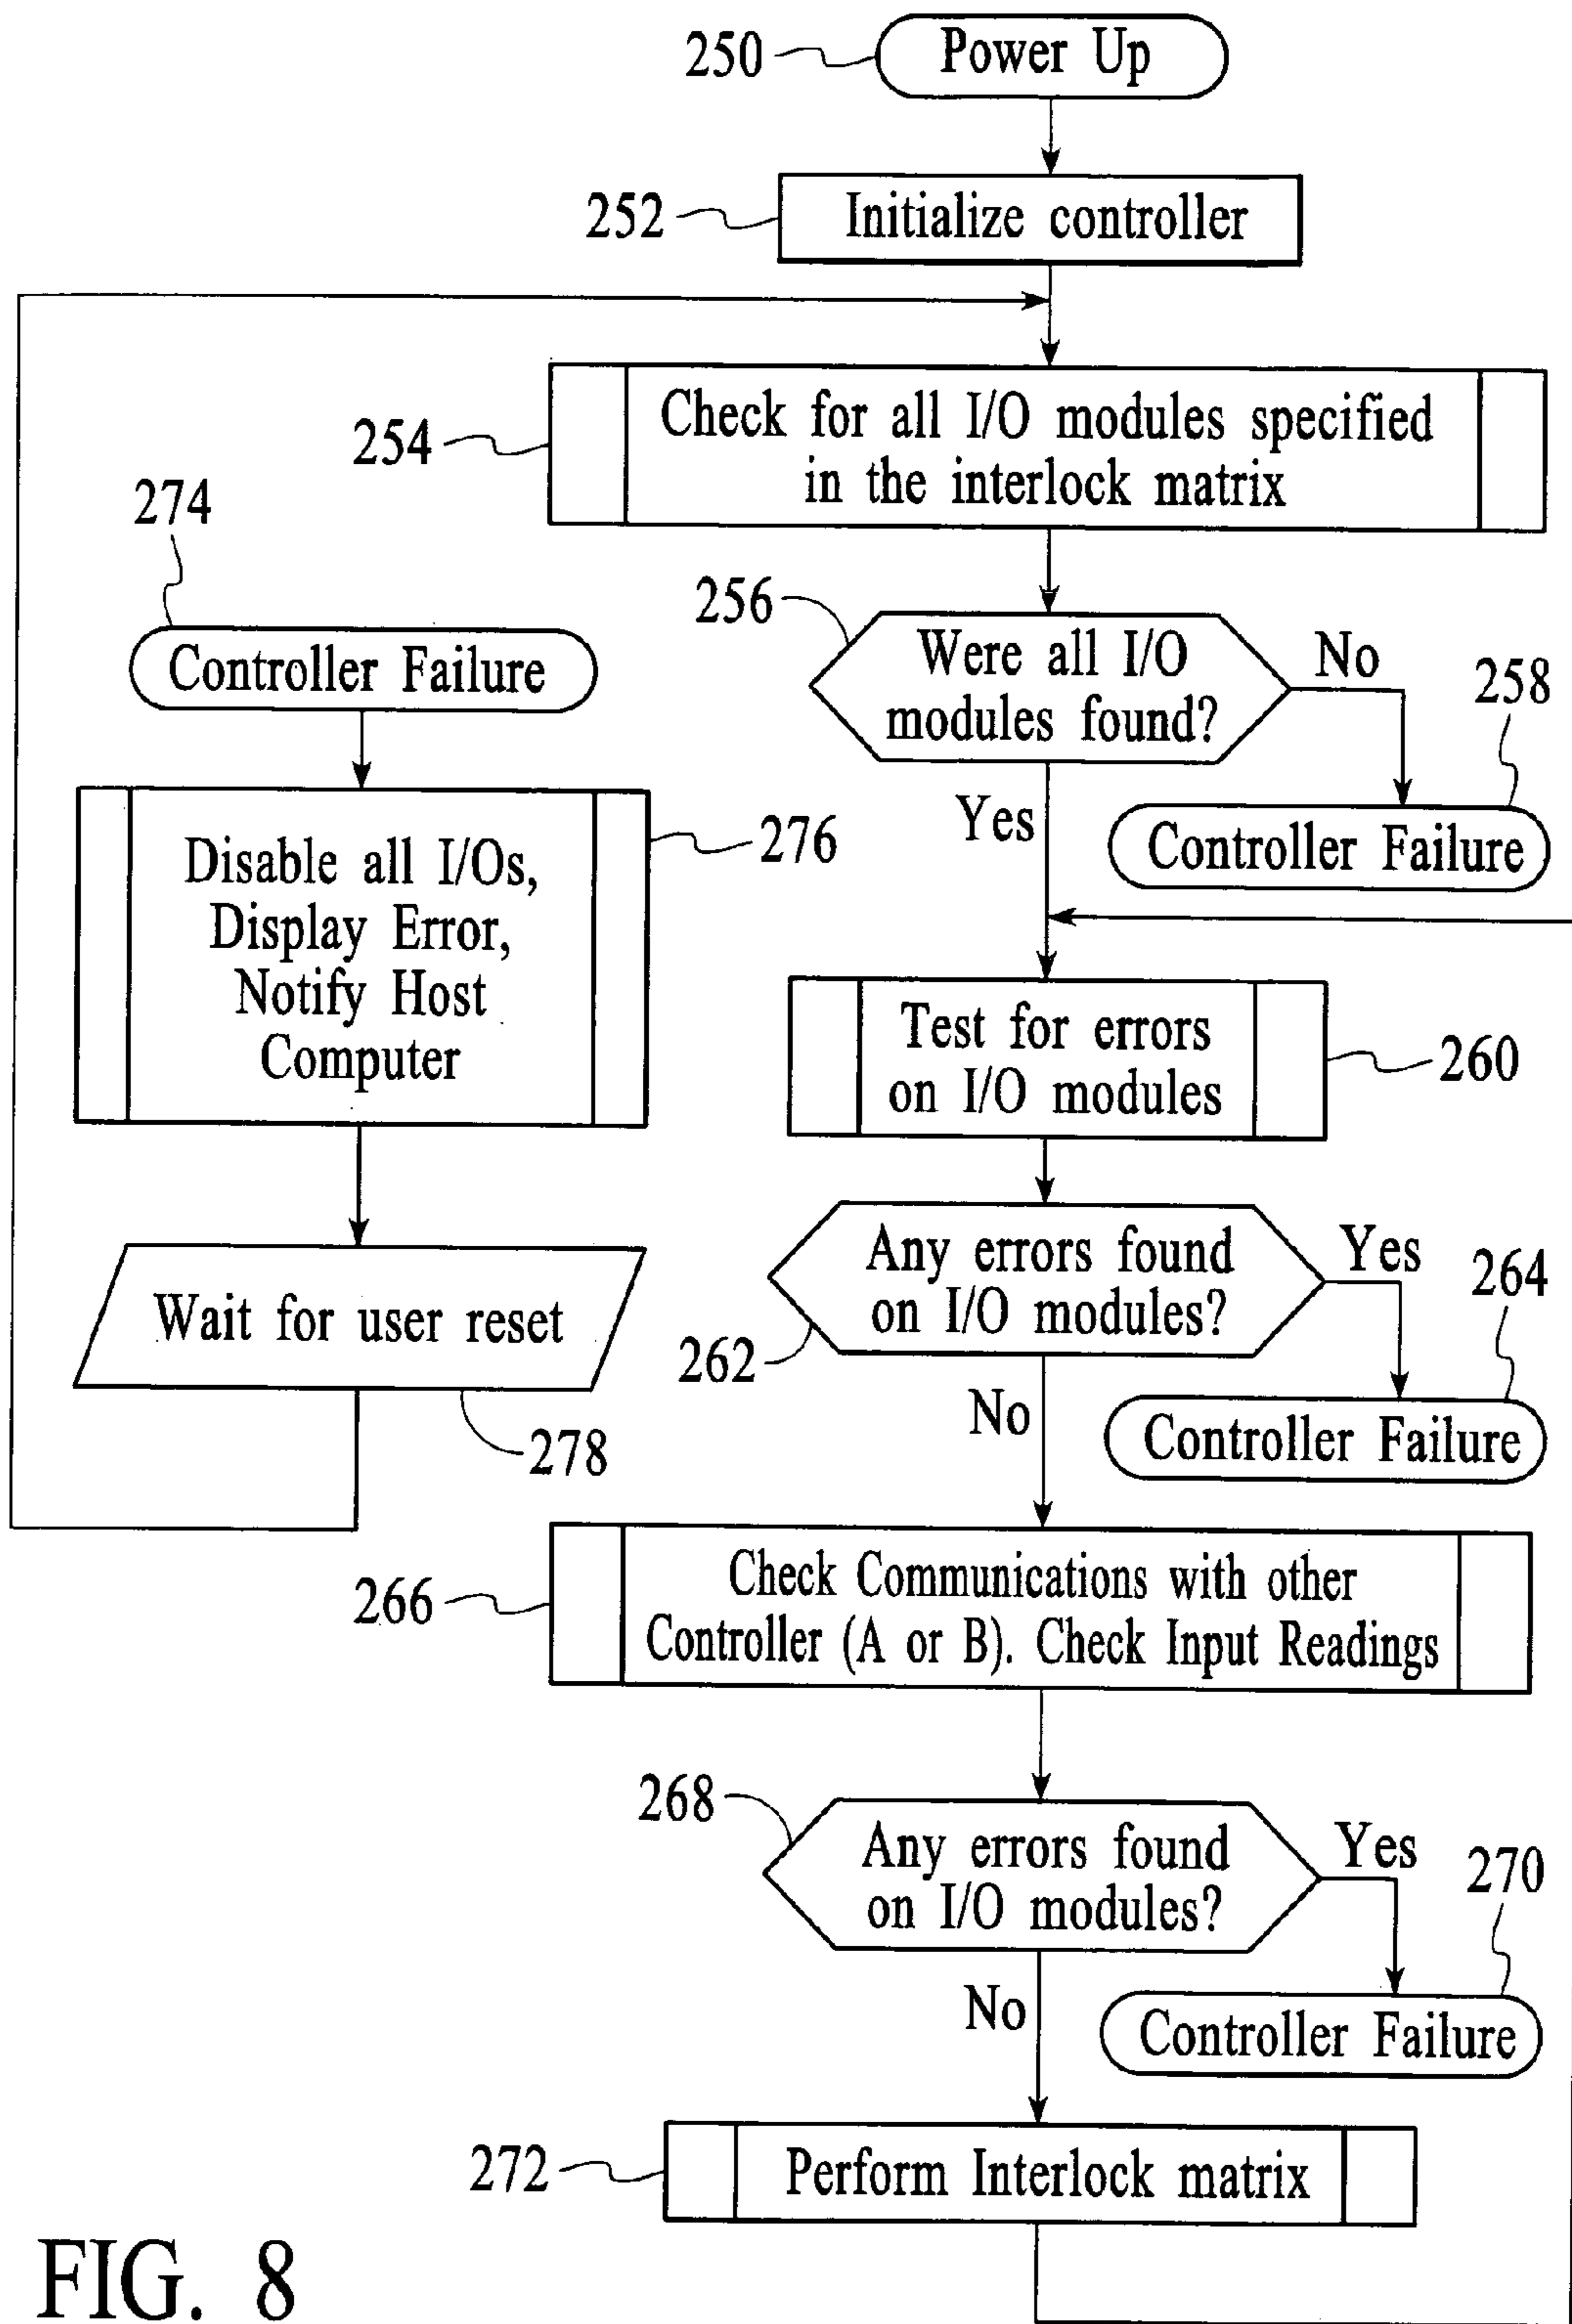 250
Power Up
252
Initialize controller
254
Check for all I/O modules specified
in the interlock matrix
274
Controller Failure
256
Were all I/O
modules found?
No
258
Yes
Controller Failure
276
Disable all I/Os,
Display Error,
Notify Host
Computer
Test for errors
on I/O modules
260
Any errors found
on I/O modules?
Yes
264
262
No
Controller Failure
Wait for user reset
278
266
Check Communications with other
Controller (A or B). Check Input Readings
268
Any errors found
on I/O modules?
Yes
270
No
Controller Failure
272
Perform Interlock matrix
FIG. 8